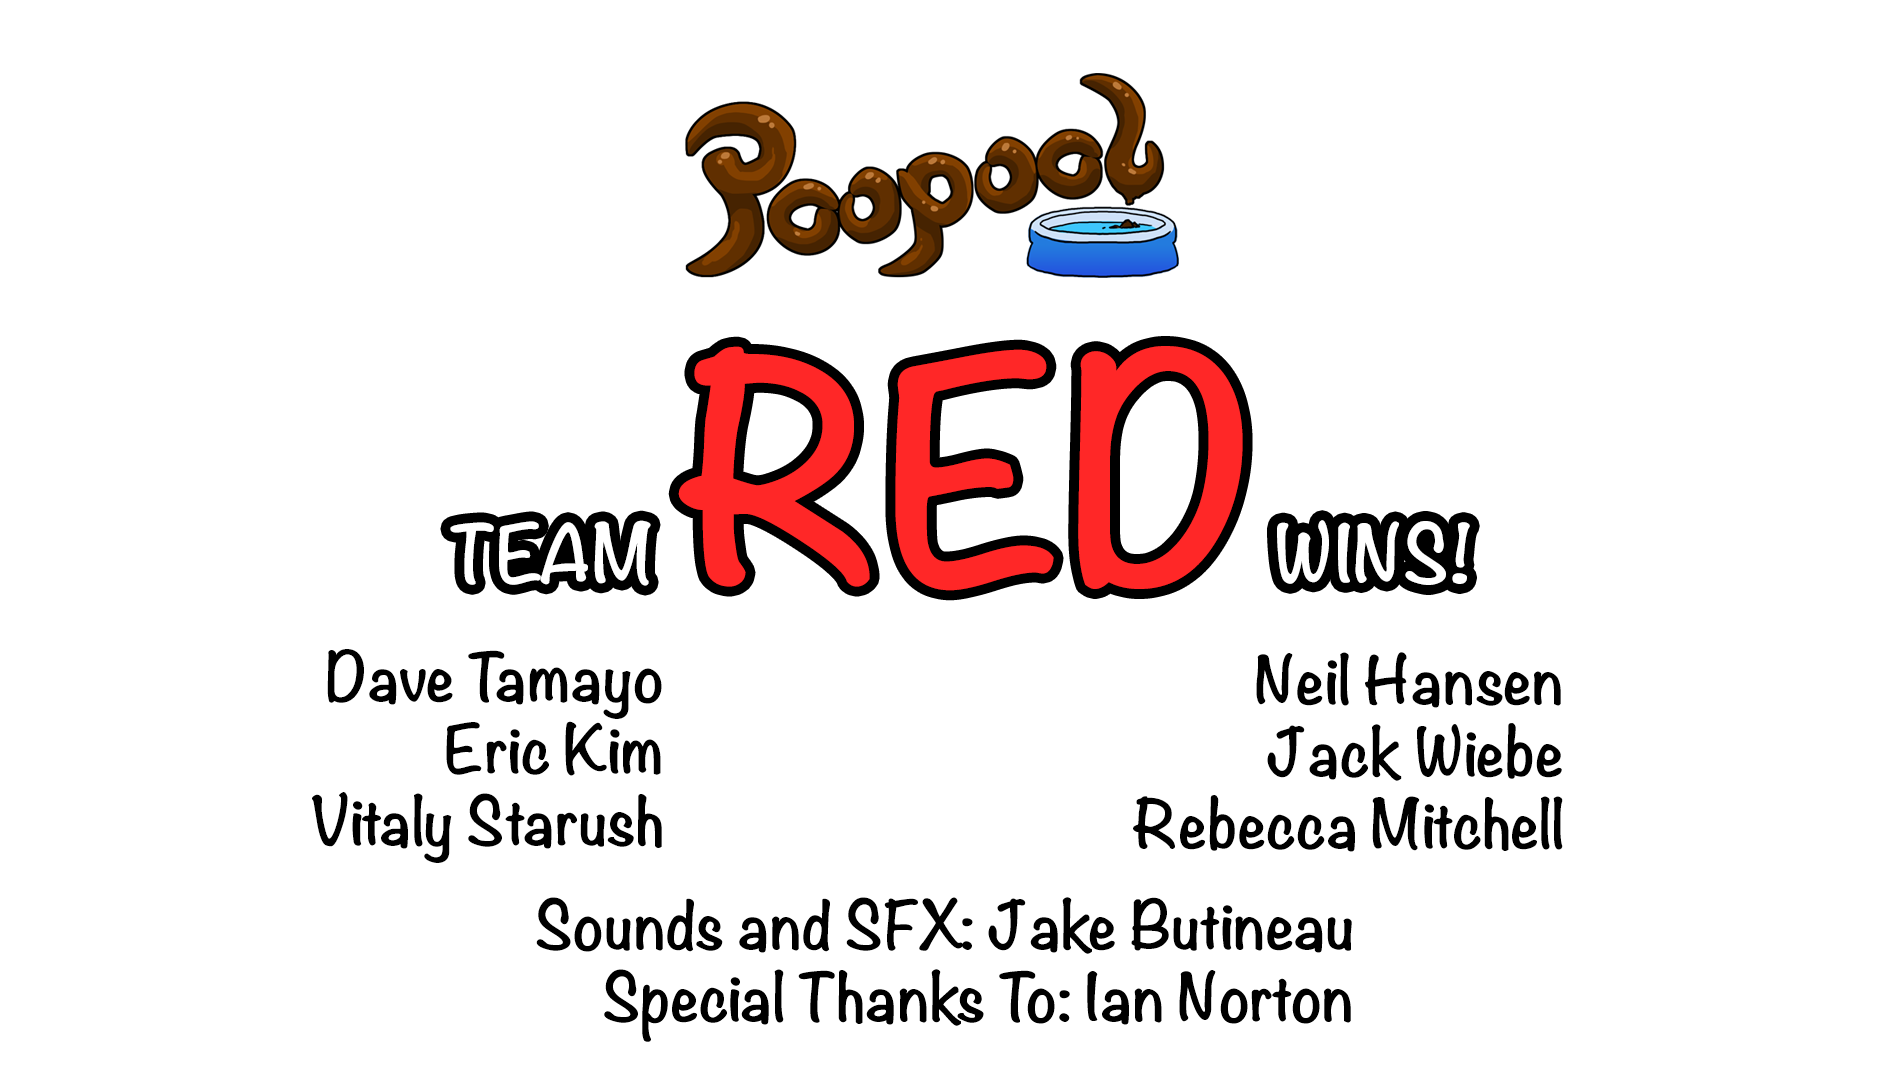 Poopool
TEAM RED WINS!
Dave Tamayo
Eric Kim
Vitaly Starush
Neil Hansen
Jack Wiebe
Rebecca Mitchell
Sounds and SFX: Jake Butineau
Special Thanks To: Ian Norton